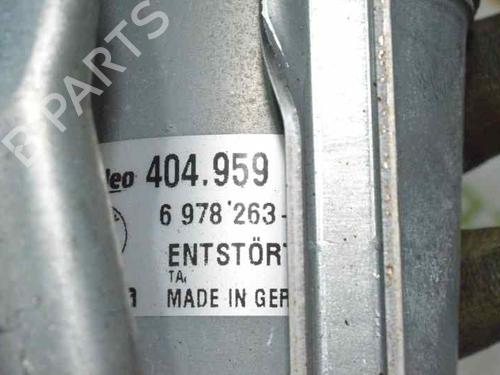 leo 404.959
6 978 263-
ENTSTÖRT
TA
MADE IN GER
B-PARTS